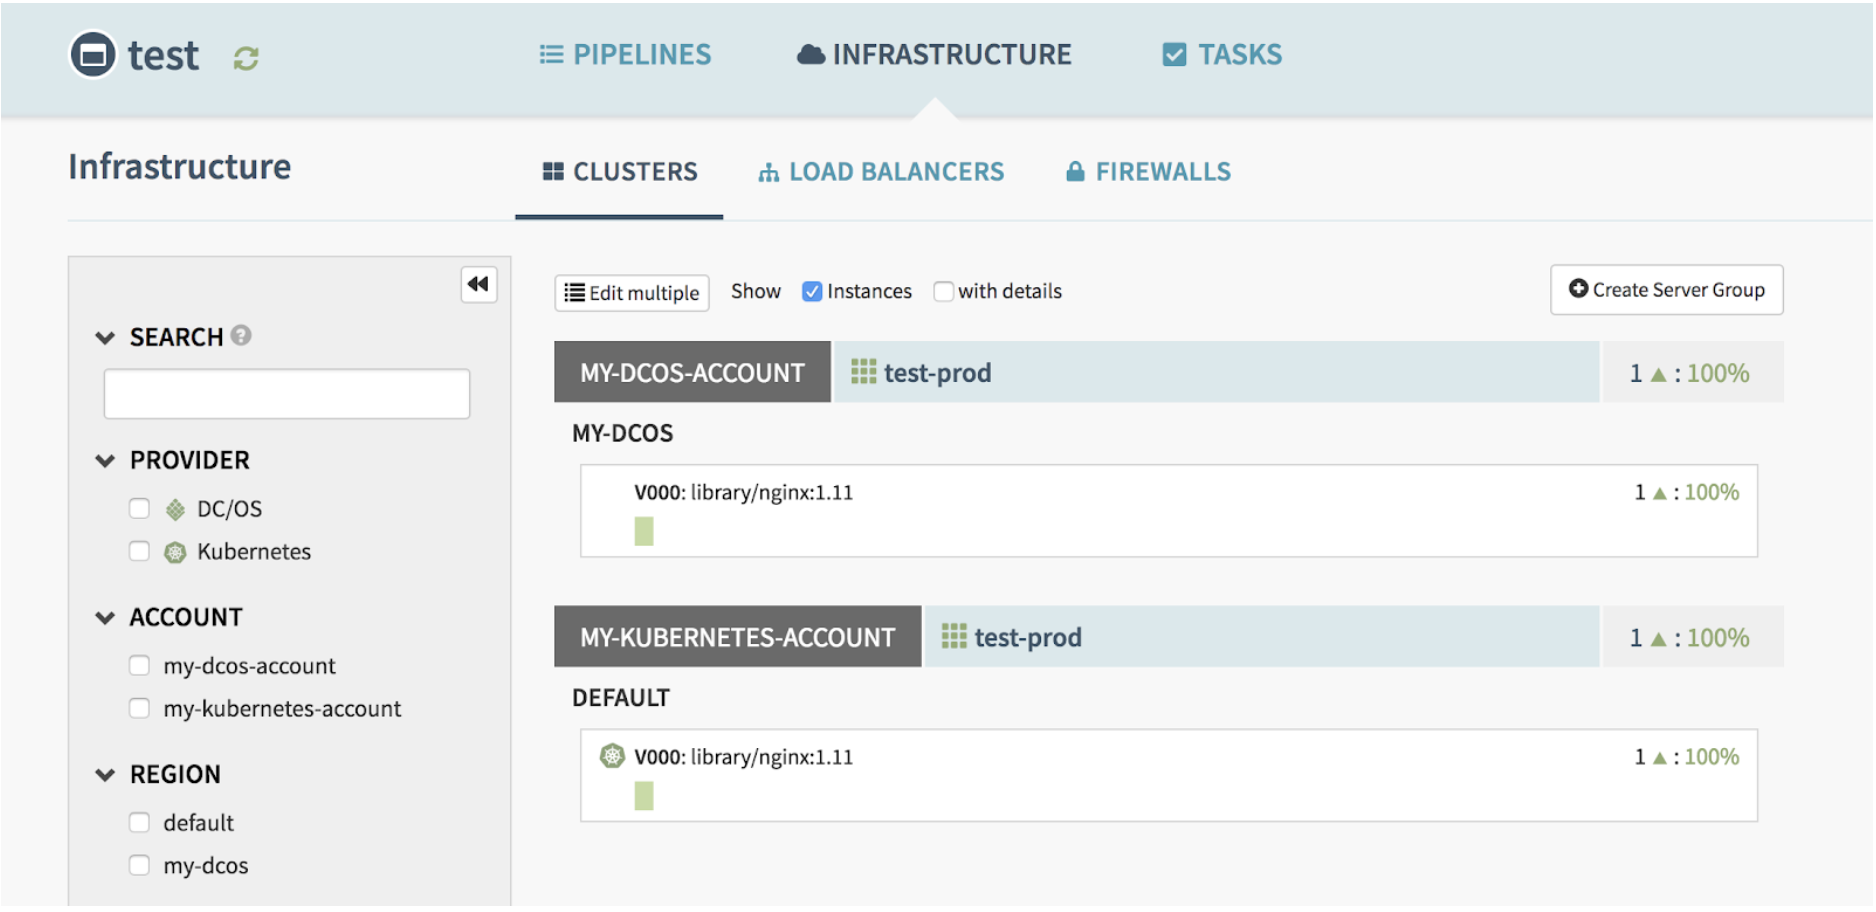 test
PIPELINES
INFRASTRUCTURE
TASKS
Infrastructure
CLUSTERS
LOAD BALANCERS
FIREWALLS
SEARCH ?
PROVIDER
DC/OS
Kubernetes
ACCOUNT
my-dcos-account
my-kubernetes-account
REGION
default
my-dcos
Edit multiple
Show
Instances
with details
Create Server Group
MY-DCOS-ACCOUNT
test-prod
1 ▲ : 100%
MY-DCOS
V000: library/nginx:1.11
1 ▲ : 100%
MY-KUBERNETES-ACCOUNT
test-prod
1 ▲ : 100%
DEFAULT
V000: library/nginx:1.11
1 ▲ : 100%